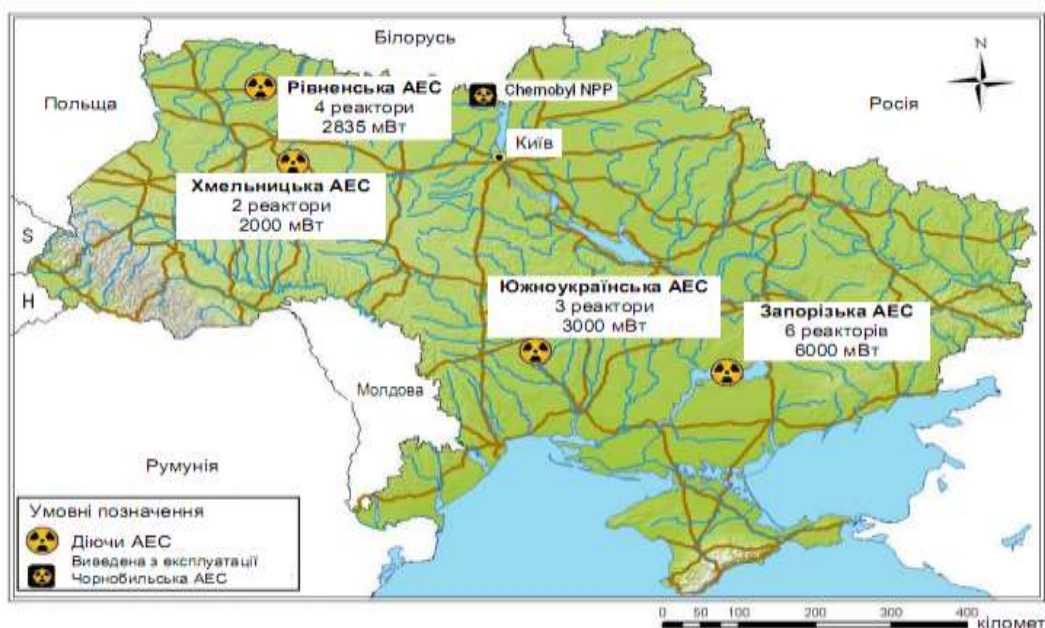 Білорусь
N
Польща
Рівненська АЕС
4 реактори
2835 мВт
Chernobyl NPP
Росія
Київ
Хмельницька АЕС
2 реактори
2000 мВт
S
H
Южноукраїнська АЕС
3 реактори
3000 мВт
Запорізька АЕС
6 реакторів
6000 мВт
Молдова
Румунія
Умовні позначення
Діючи АЕС
Виведена з експлуатації
Чорнобильська АЕС
0 50 100 200 300 400
кіломет